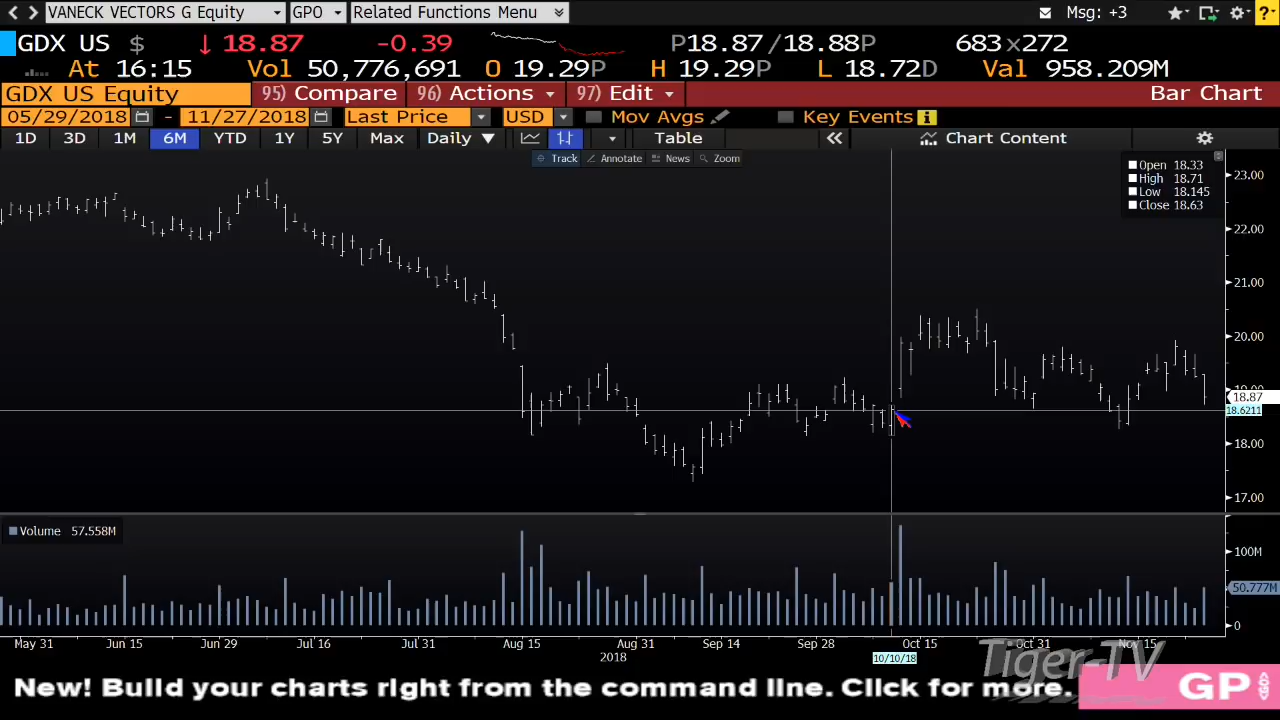 VANECK VECTORS G Equity GPO Related Functions Menu Msg: +3 ?
GDX US $ ↓ 18.87 -0.39 P18.87/18.88P 683x272
At 16:15 Vol 50,776,691 O 19.29P H 19.29P L 18.72D Val 958.209M
GDX US Equity 95) Compare 96) Actions 97) Edit Bar Chart
05/29/2018 - 11/27/2018 Last Price USD Mov Avgs Key Events
1D 3D 1M 6M YTD 1Y 5Y Max Daily ▼ Table « Chart Content
Track Annotate News Zoom
Open 18.33
High 18.71
Low 18.145
Close 18.63
23.00
22.00
21.00
20.00
19.00
18.87
18.6211
18.00
17.00
Volume 57.558M
100M
50.777M
0
May 31 Jun 15 Jun 29 Jul 16 Jul 31 Aug 15 Aug 31 Sep 14 Sep 28 Oct 15 Oct 31 Nov 15
2018 10/10/18
Tiger-TV
New! Build your charts right from the command line. Click for more. GP